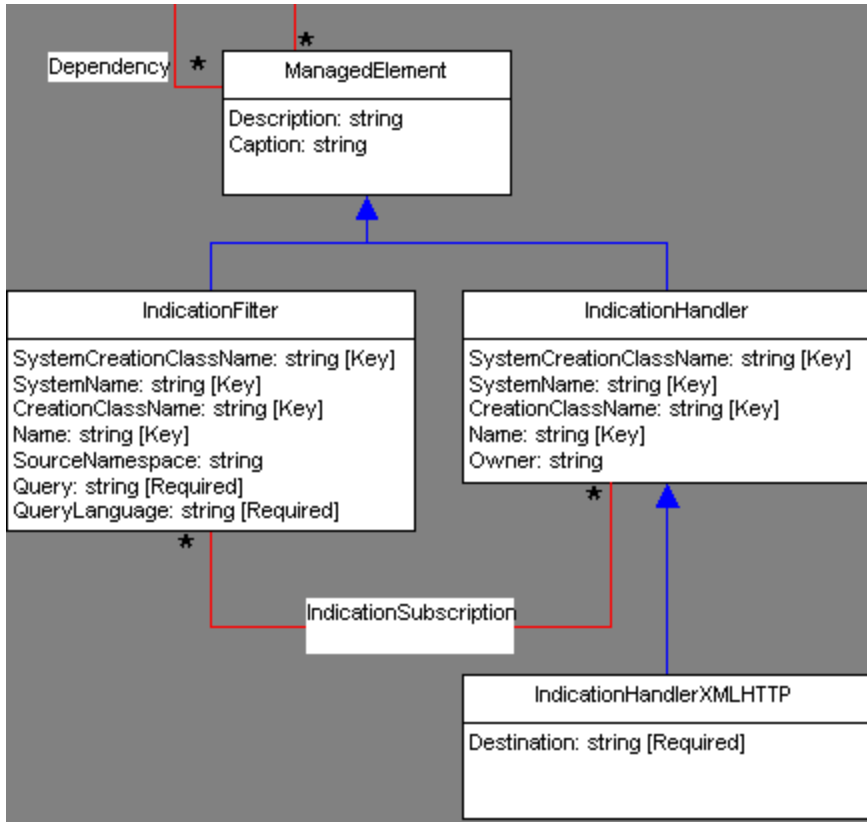 Dependency
*
*
ManagedElement
Description: string
Caption: string
IndicationFilter
SystemCreationClassName: string [Key]
SystemName: string [Key]
CreationClassName: string [Key]
Name: string [Key]
SourceNamespace: string
Query: string [Required]
QueryLanguage: string [Required]
*
IndicationHandler
SystemCreationClassName: string [Key]
SystemName: string [Key]
CreationClassName: string [Key]
Name: string [Key]
Owner: string
*
IndicationSubscription
IndicationHandlerXMLHTTP
Destination: string [Required]